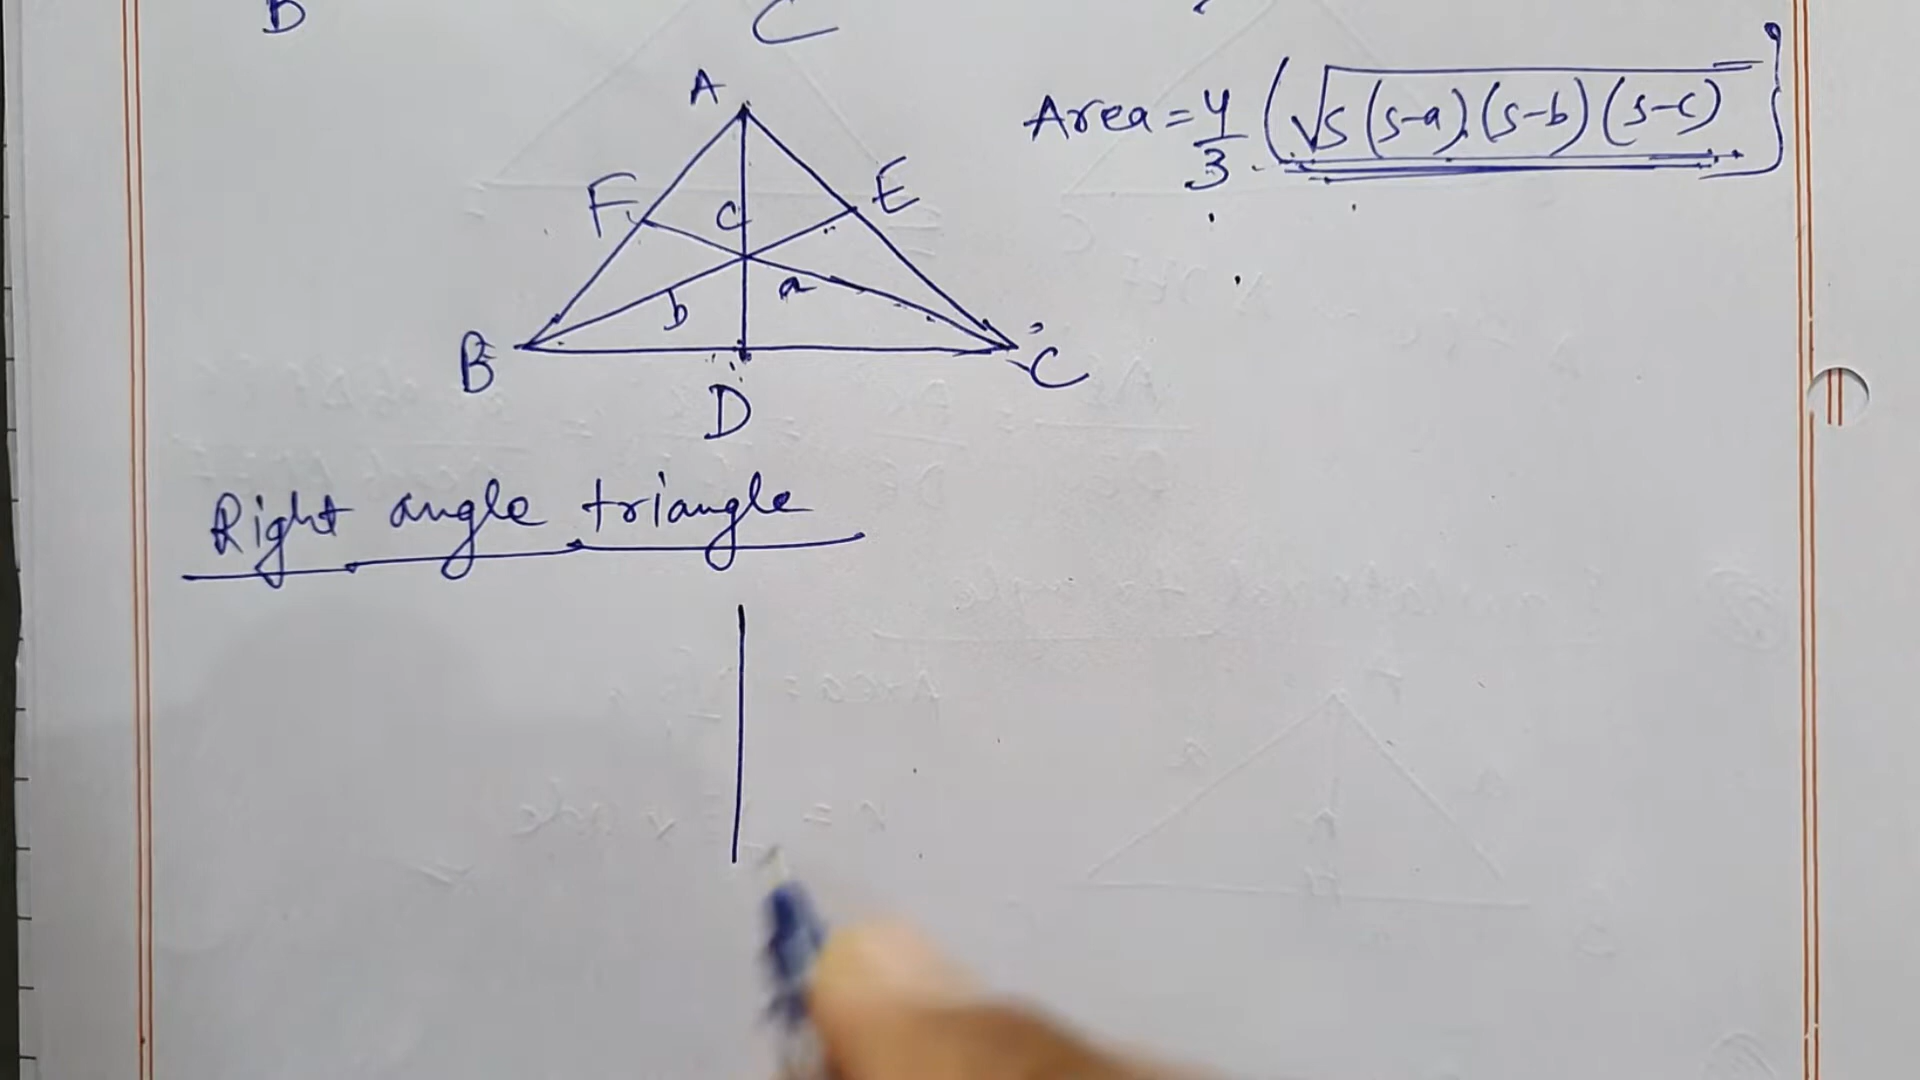 B C
A
Area = 4/3 (√s(s-a).(s-b)(s-c)}
F C E
b a
B C
D
Right angle triangle